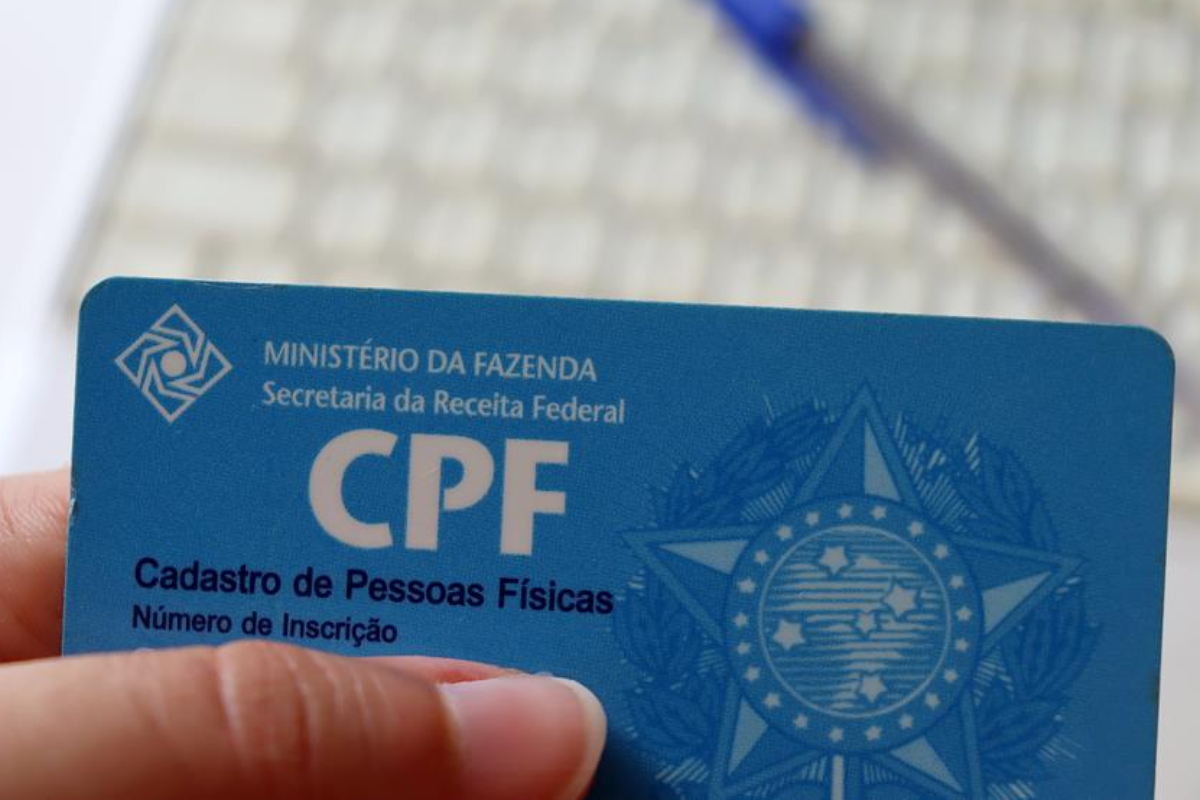 MINISTÉRIO DA FAZENDA
Secretaria da Receita Federal
CPF
Cadastro de Pessoas Físicas
Número de Inscrição